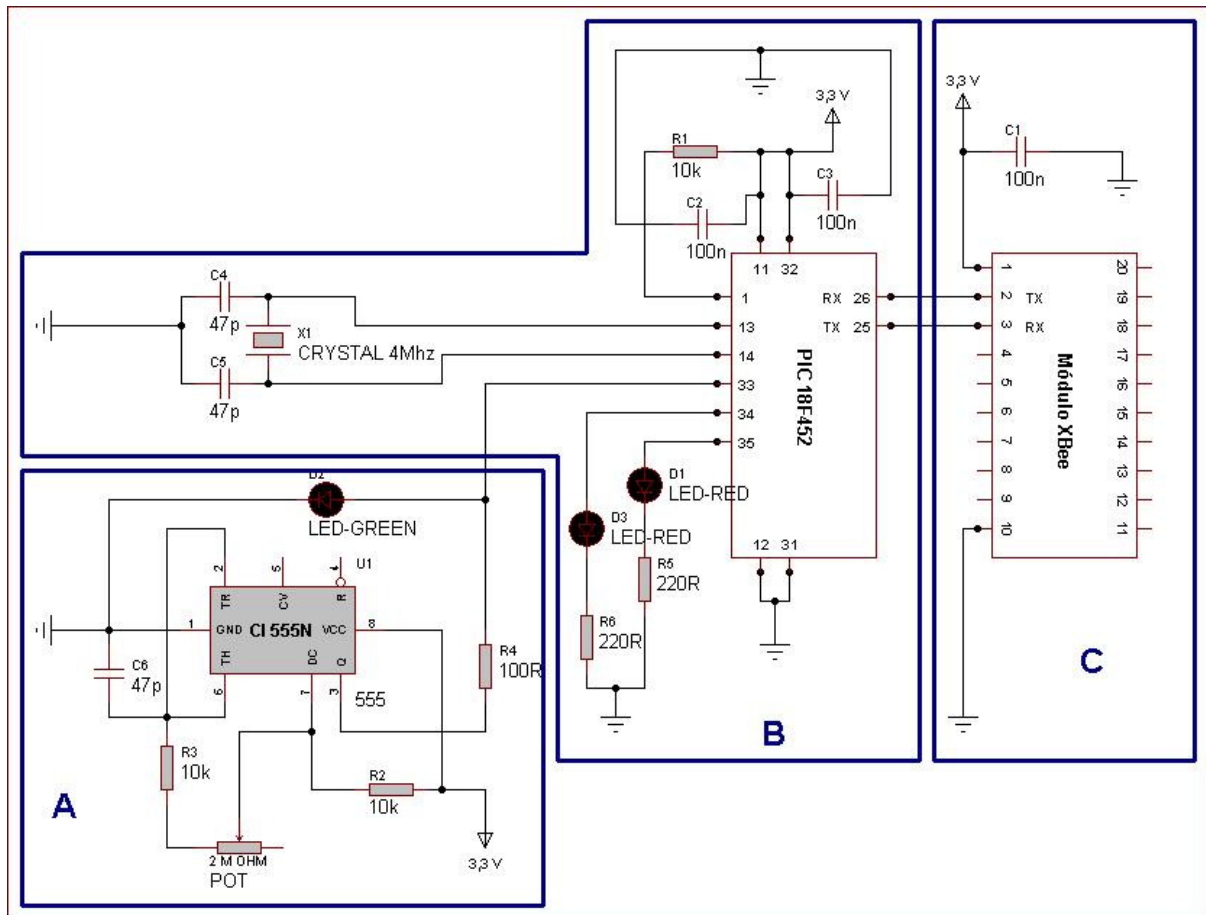 3,3 V
R1
10k
C3
100n
C2
100n
11
32
1
13
14
33
34
35
RX 26
TX 25
PIC 18F452
12
31
C4
47p
X1
CRYSTAL 4Mhz
C5
47p
D1
LED-RED
D3
LED-RED
R5
220R
R6
220R
B
3,3 V
C1
100n
1
2 TX
3 RX
4
5
6
7
8
9
10
Módulo XBee
20
19
18
17
16
15
14
13
12
11
C
D2
LED-GREEN
U1
2
5
4
TR
CV
R
1
GND
CI 555N
VCC
8
TH
DC
Q
6
7
3
555
C6
47p
R4
100R
R3
10k
R2
10k
A
2 M OHM
POT
3,3 V